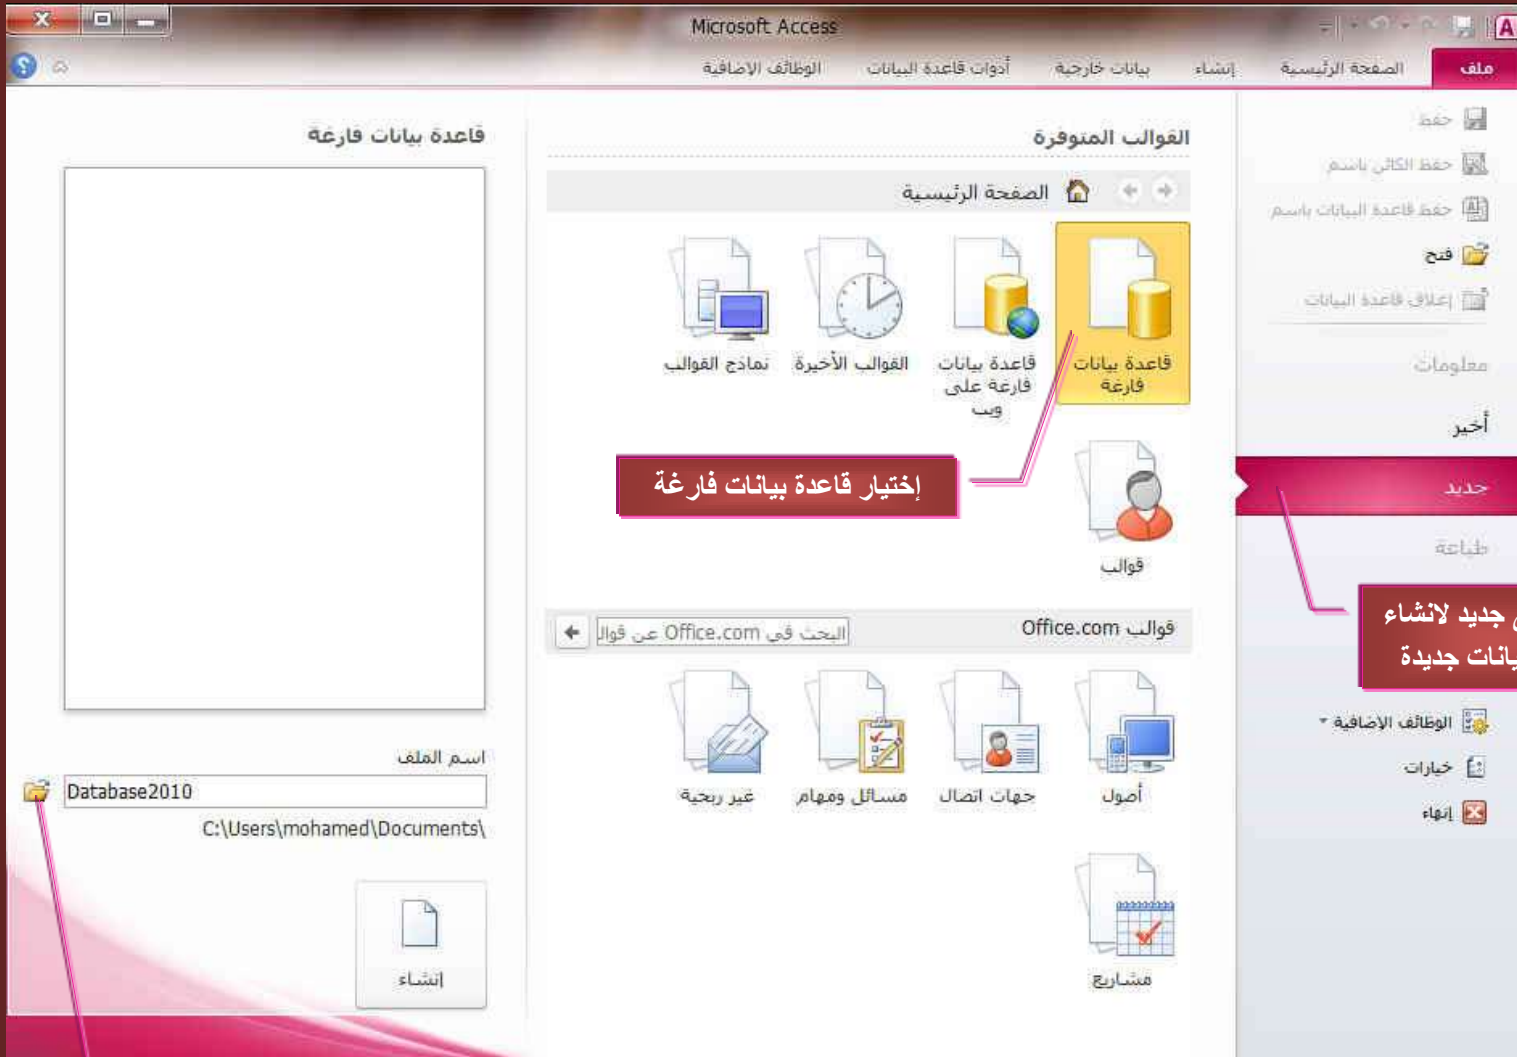 Microsoft Access
ملف
الصفحة الرئيسية
إنشاء
بيانات خارجية
أدوات قاعدة البيانات
الوظائف الإضافية
حفظ
حفظ الكائن باسم
حفظ قاعدة البيانات باسم
فتح
إغلاق قاعدة البيانات
معلومات
أخير
جديد
طباعة
جديد لانشاء
يانات جديدة
الوظائف الإضافية
خيارات
إنهاء
القوالب المتوفرة
الصفحة الرئيسية
قاعدة بيانات
فارغة
قاعدة بيانات
فارغة على
ويب
القوالب الأخيرة
نماذج القوالب
إختيار قاعدة بيانات فارغة
قوالب
قوالب Office.com
البحث في Office.com عن قوال
أصول
جهات اتصال
مسائل ومهام
غير ربحية
مشاريع
قاعدة بيانات فارغة
اسم الملف
Database2010
C:\Users\mohamed\Documents\
إنشاء